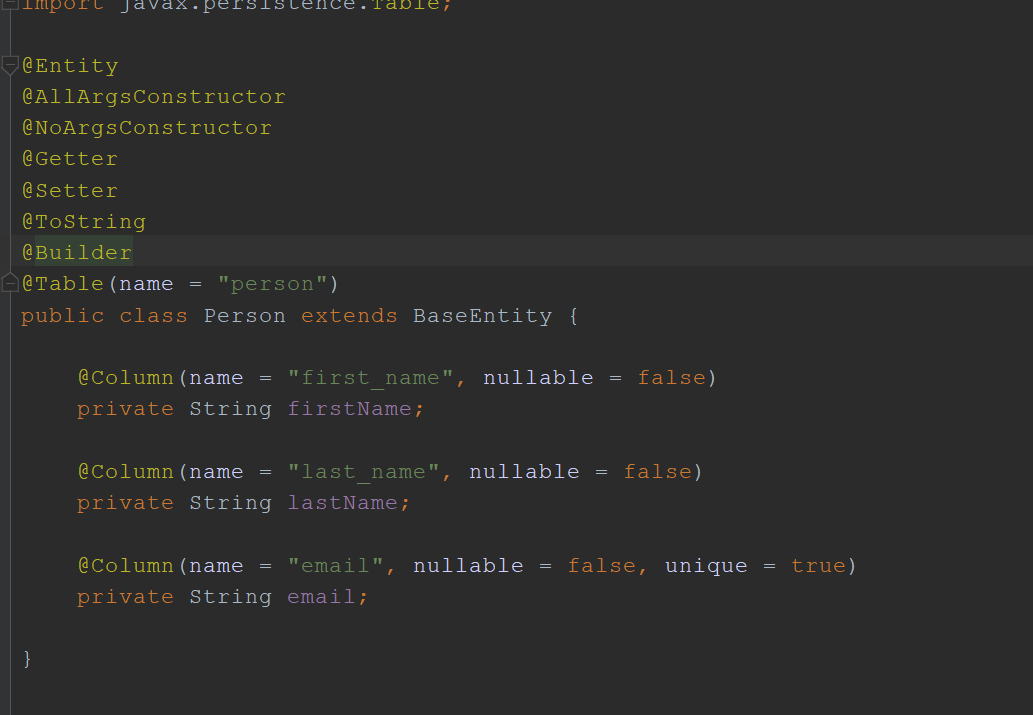 import javax.persistence.Table;
@Entity
@AllArgsConstructor
@NoArgsConstructor
@Getter
@Setter
@ToString
@Builder
@Table(name = "person")
public class Person extends BaseEntity {
@Column(name = "first_name", nullable = false)
private String firstName;
@Column(name = "last_name", nullable = false)
private String lastName;
@Column(name = "email", nullable = false, unique = true)
private String email;
}